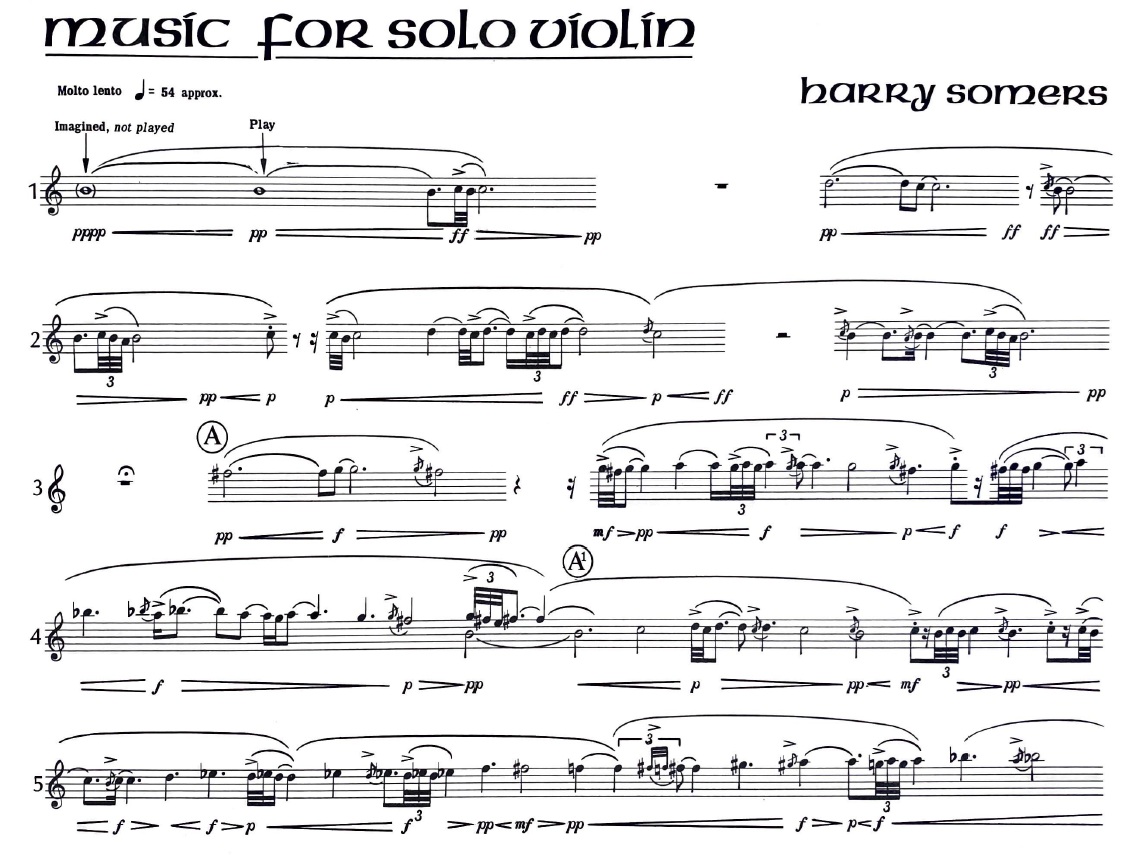 music for solo violin
Molto lento ♩ = 54 approx.
harry somers
Imagined, not played Play
1
pppp pp ff pp pp ff ff
2
3 3 3
pp p p ff p ff p pp
A
3
3 3
3
pp f pp mf pp f p f f
A¹
3
4
3
f p pp p pp mf pp
3
5
3 3
f f p f pp mf pp f p f